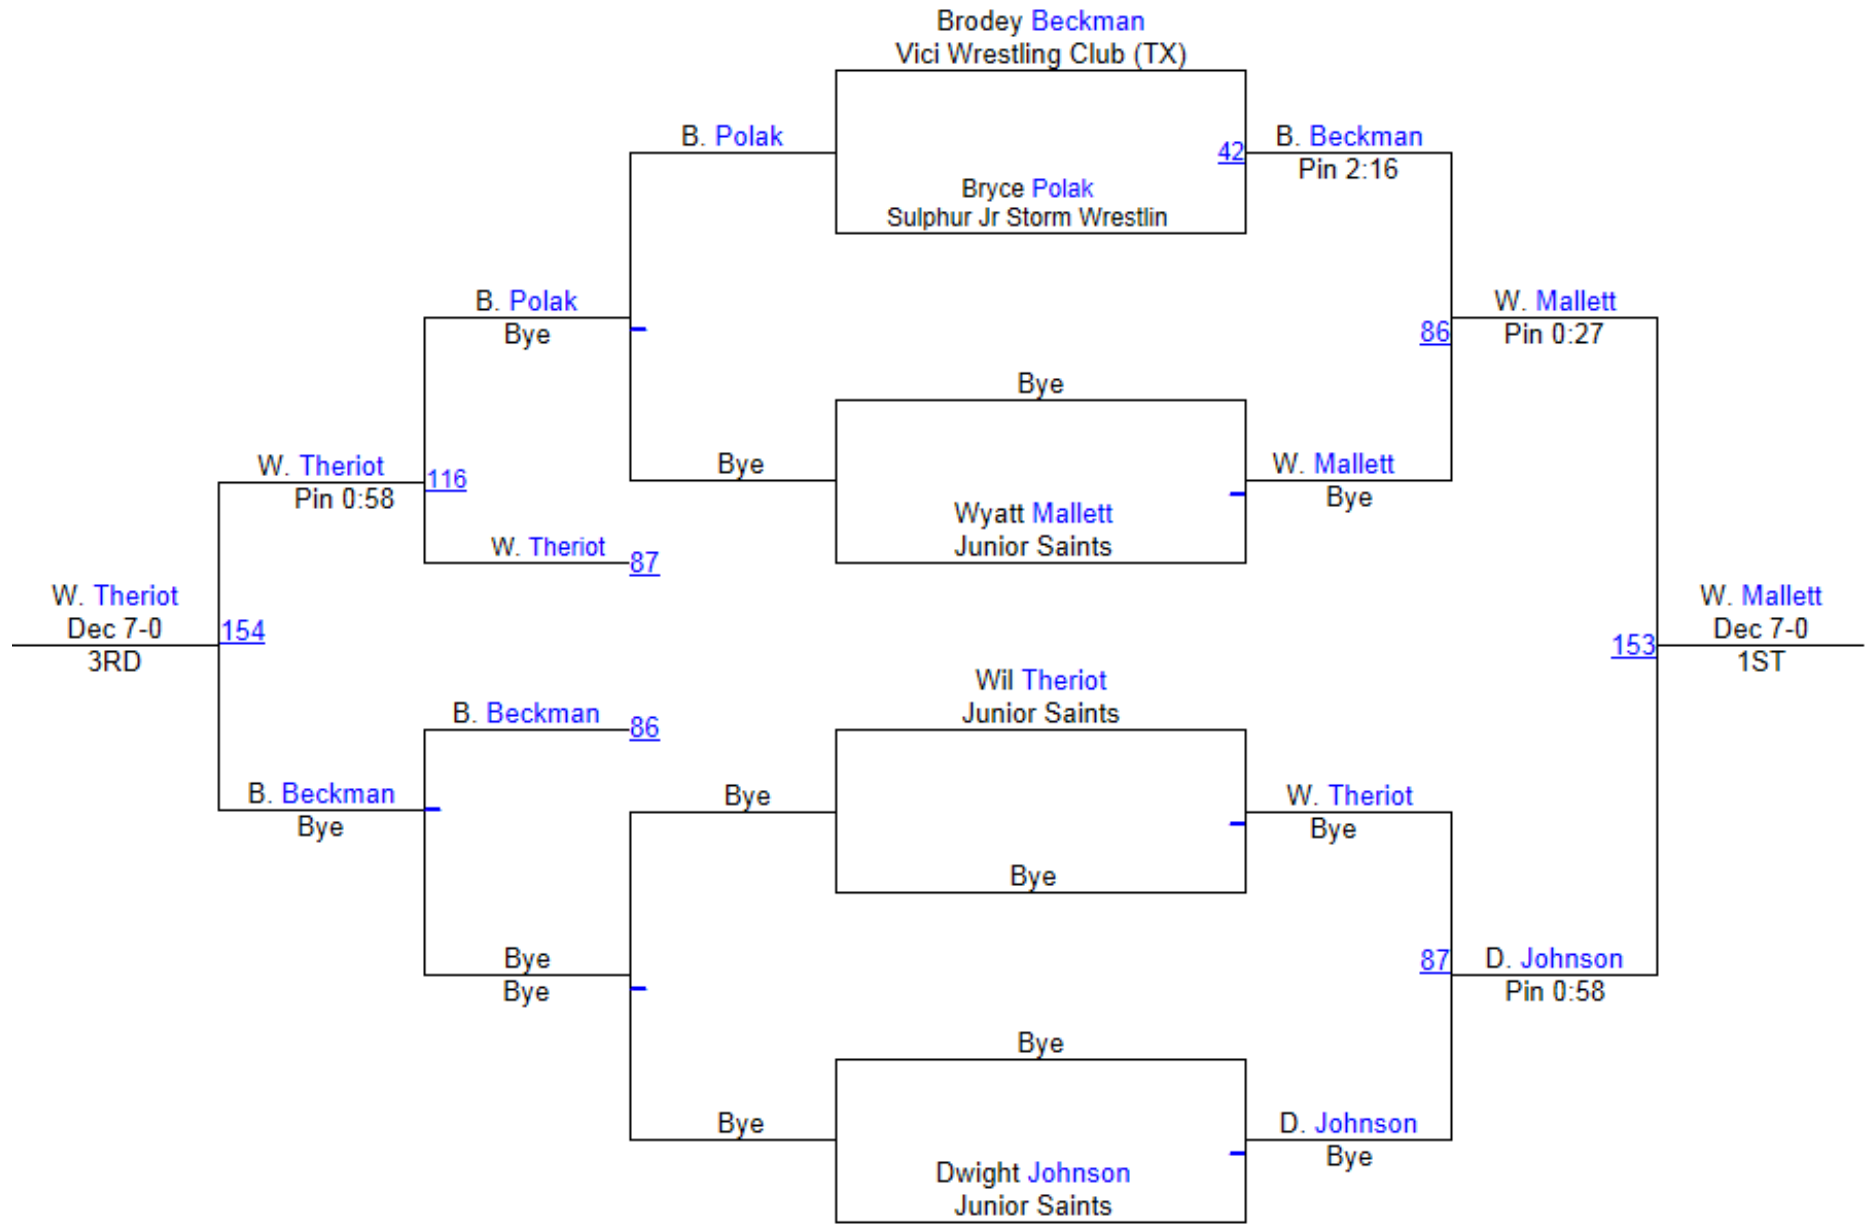 Brodey Beckman
Vici Wrestling Club (TX)
B. Polak
42
B. Beckman
Pin 2:16
Bryce Polak
Sulphur Jr Storm Wrestlin
B. Polak
Bye
W. Mallett
86
Pin 0:27
Bye
W. Theriot
Pin 0:58
116
Bye
W. Mallett
Bye
Wyatt Mallett
Junior Saints
W. Theriot
87
W. Theriot
Dec 7-0
3RD
154
W. Mallett
Dec 7-0
1ST
153
Wil Theriot
Junior Saints
B. Beckman
86
B. Beckman
Bye
Bye
W. Theriot
Bye
Bye
Bye
Bye
87
D. Johnson
Pin 0:58
Bye
Bye
D. Johnson
Bye
Dwight Johnson
Junior Saints